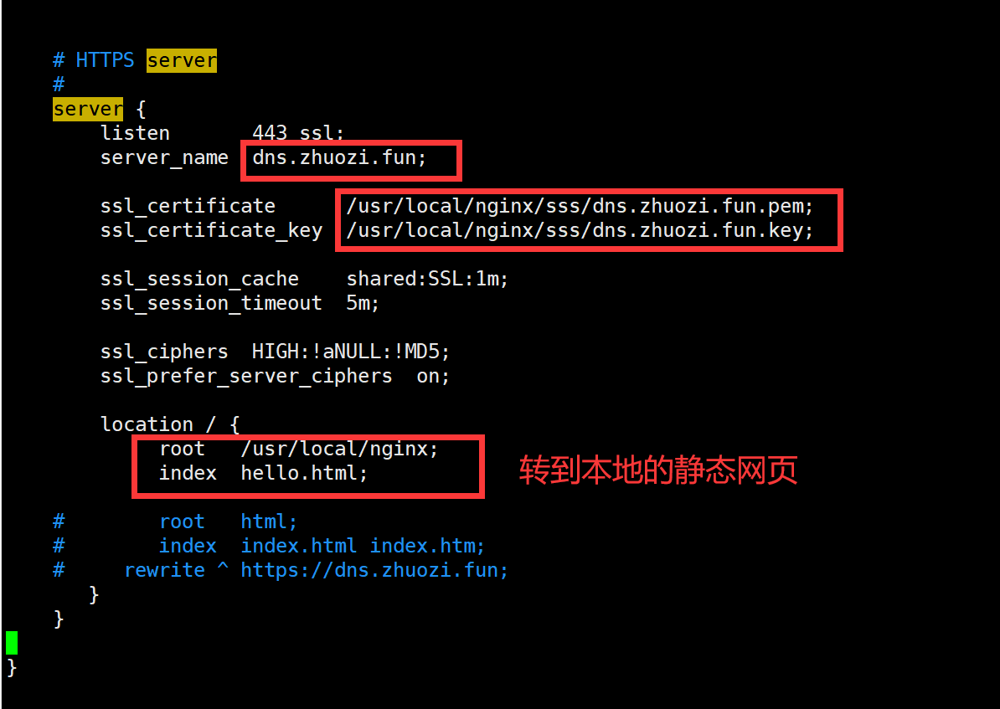 # HTTPS server
#
server {
listen 443 ssl;
server_name dns.zhuozi.fun;
ssl_certificate /usr/local/nginx/sss/dns.zhuozi.fun.pem;
ssl_certificate_key /usr/local/nginx/sss/dns.zhuozi.fun.key;
ssl_session_cache shared:SSL:1m;
ssl_session_timeout 5m;
ssl_ciphers HIGH:!aNULL:!MD5;
ssl_prefer_server_ciphers on;
location / {
root /usr/local/nginx;
index hello.html;
转到本地的静态网页
# root html;
# index index.html index.htm;
# rewrite ^ https://dns.zhuozi.fun;
}
}
}